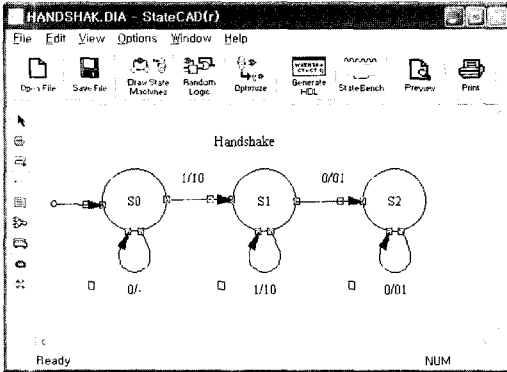 HANDSHAK.DIA - StateCAD(r)
File Edit View Options Window Help
Open File Save File Draw State Machines Random Logic Optimize Generate HDL StateBench Preview Print
Handshake
1/10 0/01
S0 S1 S2
0/- 1/10 0/01
Ready NUM